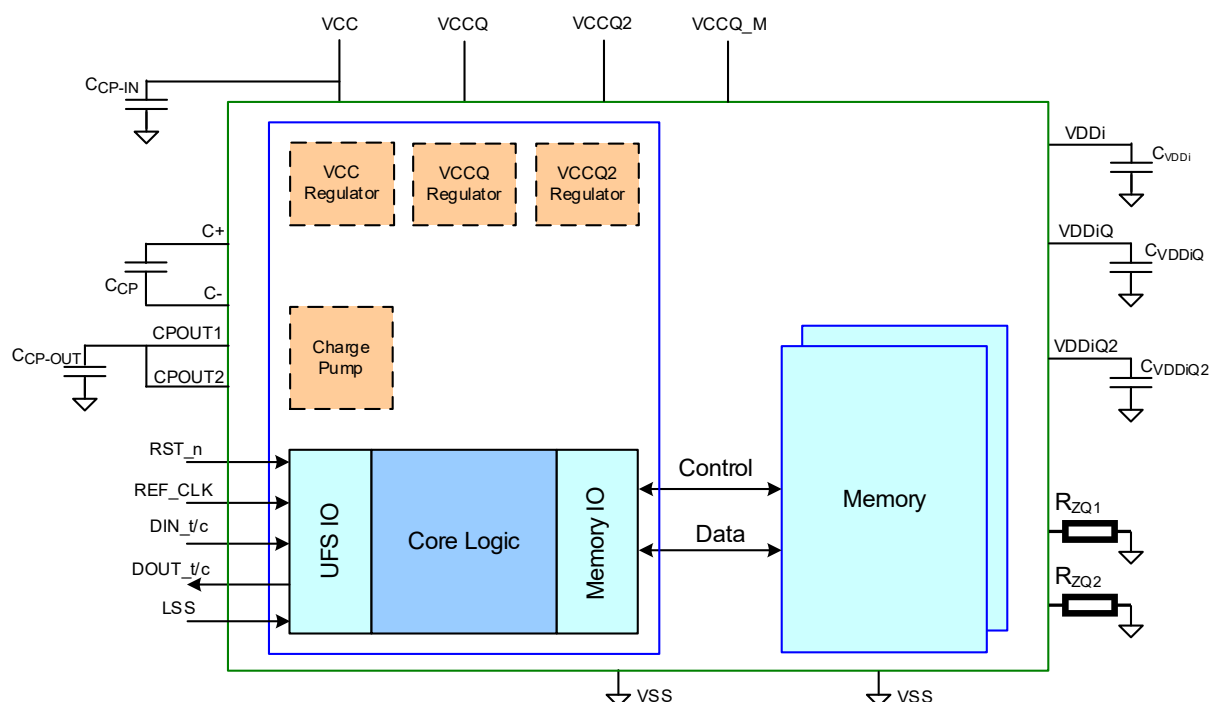 VCC
VCCQ
VCCQ2
VCCQ_M
CCP-IN
VDDi
CVDDi
VCC
Regulator
VCCQ
Regulator
VCCQ2
Regulator
C+
CCP
C-
VDDiQ
CVDDiQ
CPOUT1
CCP-OUT
CPOUT2
Charge
Pump
VDDiQ2
CVDDiQ2
RST_n
REF_CLK
DIN_t/c
DOUT_t/c
LSS
UFS IO
Core Logic
Memory IO
Control
Data
Memory
RZQ1
RZQ2
VSS
VSS